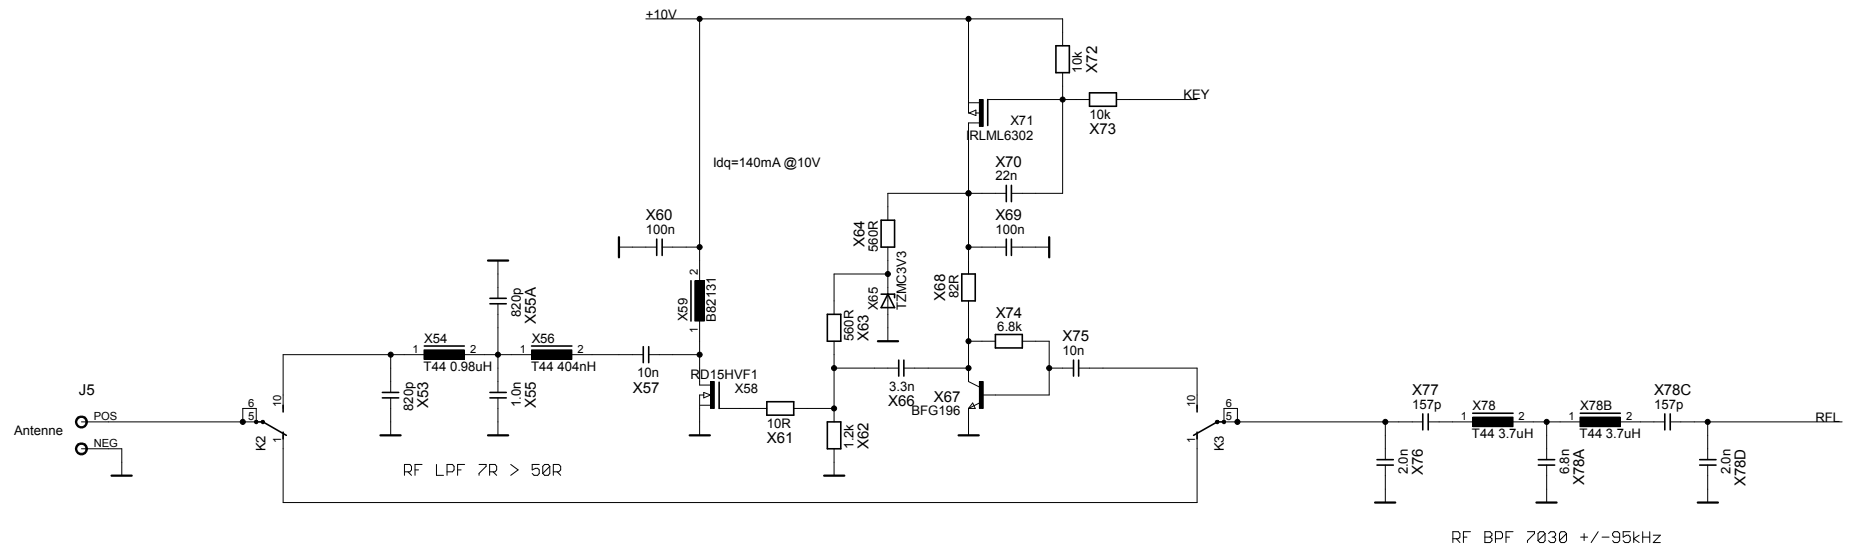 +10V
10k
X72
KEY
10k
X73
X71
IRLML6302
Idq=140mA @10V
X70
22n
X60
100n
X69
100n
X64
560R
X65
TZMC3V3
X68
82R
2
X59
B82131
1
820p
X55A
560R
X63
X74
6.8k
X75
10n
X54
1 2
T44 0.98uH
X56
1 2
T44 404nH
10n
X57
RD15HVF1
X58
3.3n
X66
X67
BFG196
820p
X53
1.0n
X55
10R
X61
1.2k
X62
J5
POS
Antenne
NEG
6
5
10
1
K2
10
6
5
1
K3
X77
157p
X78
1 2
T44 3.7uH
X78B
1 2
T44 3.7uH
X78C
157p
RFL
2.0n
X76
6.8n
X78A
2.0n
X78D
RF LPF 7R > 50R
RF BPF 7030 +/-95kHz